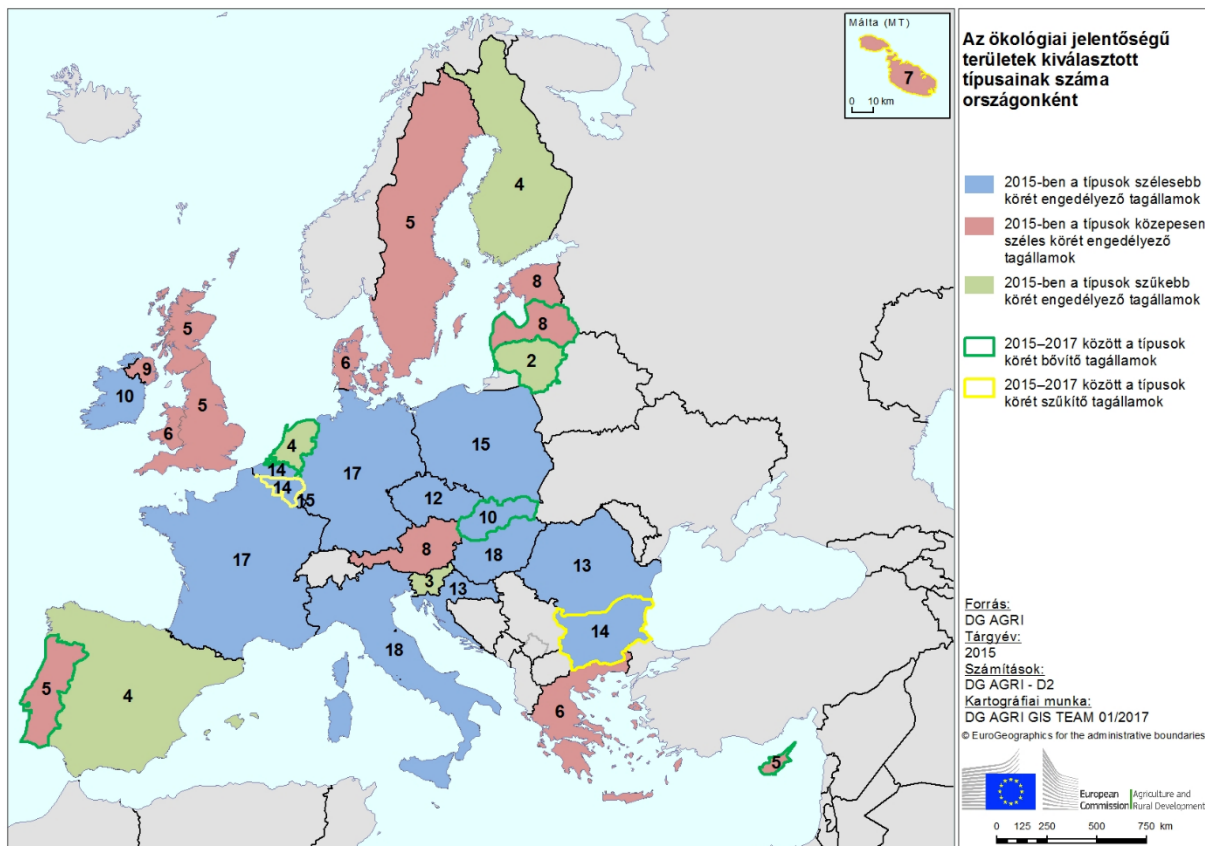 Málta (MT)
7
0 10 km
4
5
8
8
2
6
5
9
10
5
6
4
14
14
15
17
15
12
10
17
8
18
13
3
13
14
18
5
4
6
5
Az ökológiai jelentőségű
területek kiválasztott
típusainak száma
országonként
2015-ben a típusok szélesebb
körét engedélyező tagállamok
2015-ben a típusok közepesen
széles körét engedélyező
tagállamok
2015-ben a típusok szűkebb
körét engedélyező tagállamok
2015–2017 között a típusok
körét bővítő tagállamok
2015–2017 között a típusok
körét szűkítő tagállamok
Forrás:
DG AGRI
Tárgyév:
2015
Számítások:
DG AGRI - D2
Kartográfiai munka:
DG AGRI GIS TEAM 01/2017
© EuroGeographics for the administrative boundaries
European
Commission
Agriculture and
Rural Development
0 125 250 500 750 km